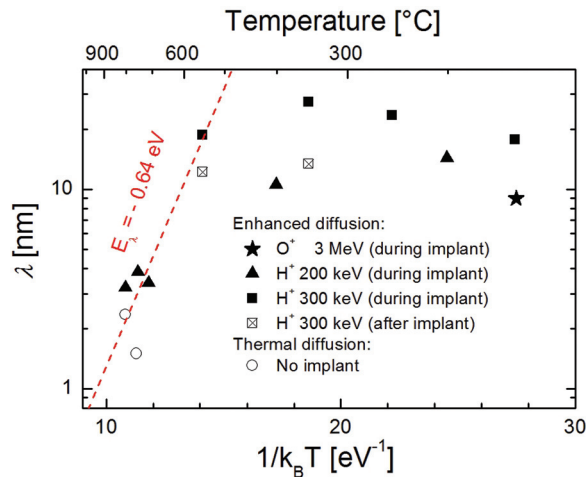 Temperature [°C]
900 600 300
E_λ = - 0.64 eV
λ [nm]
10
1
Enhanced diffusion:
O⁺ 3 MeV (during implant)
H⁺ 200 keV (during implant)
H⁺ 300 keV (during implant)
H⁺ 300 keV (after implant)
Thermal diffusion:
No implant
10 20 30
1/k_BT [eV⁻¹]